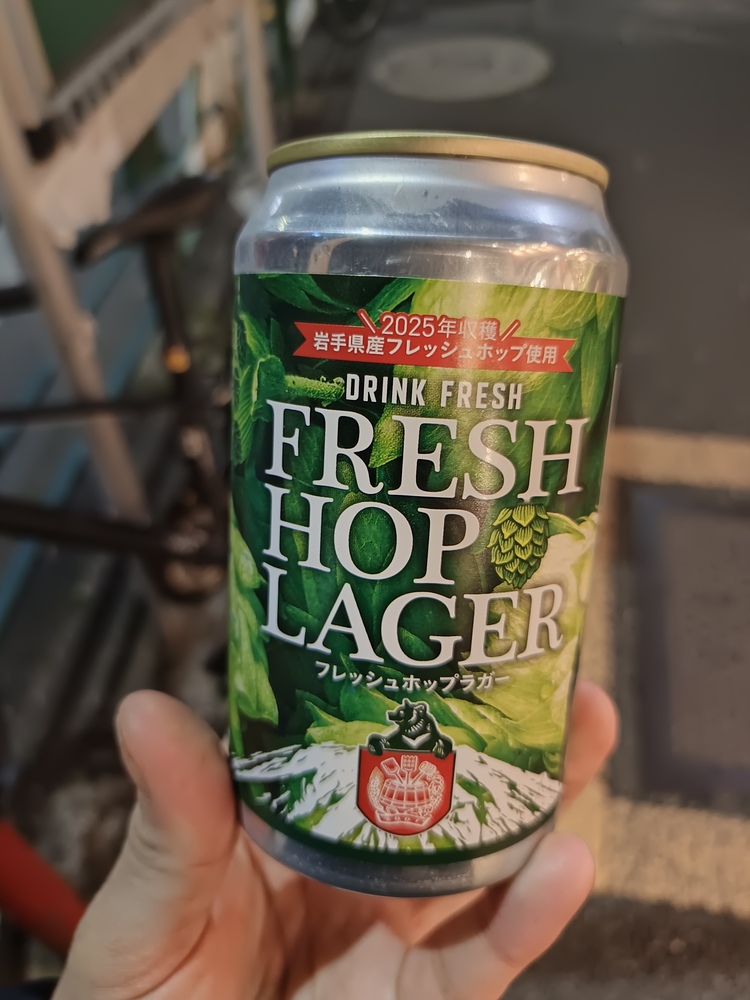 2025年収穫
岩手県産フレッシュホップ使用
DRINK FRESH
FRESH
HOP
LAGER
フレッシュホップラガー